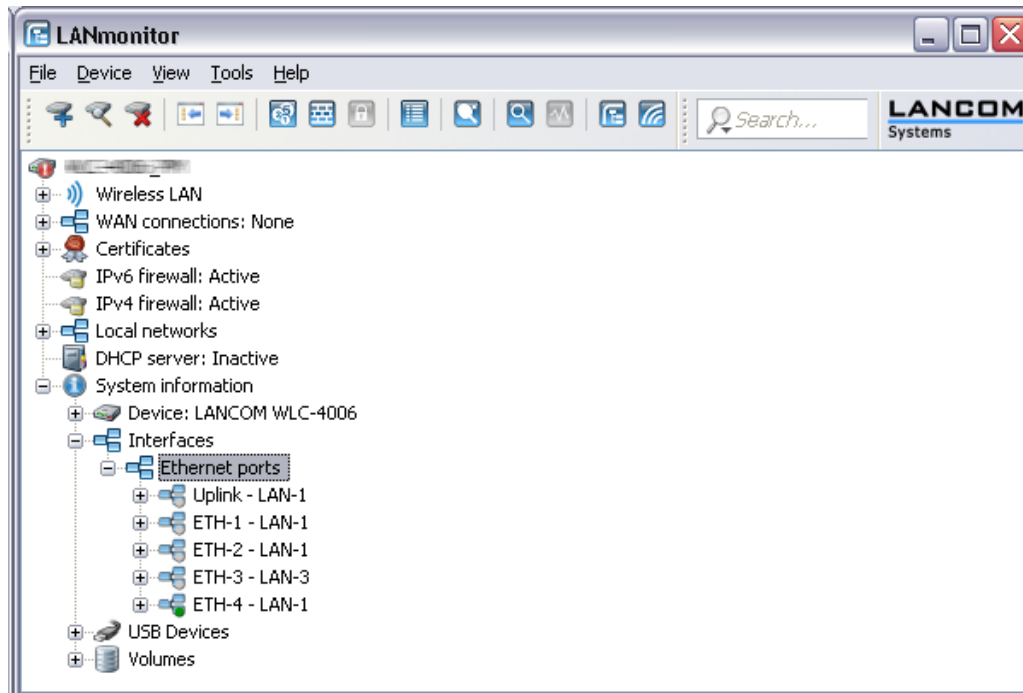 LANmonitor
File Device View Tools Help
Search...
LANCOM
Systems
Wireless LAN
WAN connections: None
Certificates
IPv6 firewall: Active
IPv4 firewall: Active
Local networks
DHCP server: Inactive
System information
Device: LANCOM WLC-4006
Interfaces
Ethernet ports
Uplink - LAN-1
ETH-1 - LAN-1
ETH-2 - LAN-1
ETH-3 - LAN-3
ETH-4 - LAN-1
USB Devices
Volumes